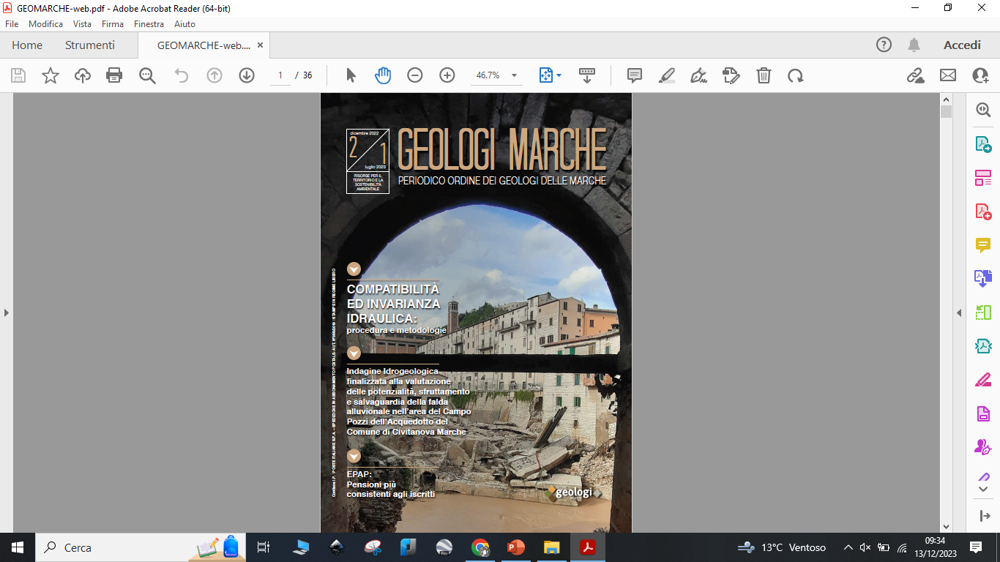 GEOMARCHE-web.pdf - Adobe Acrobat Reader (64-bit)
File Modifica Vista Firma Finestra Aiuto
Home Strumenti GEOMARCHE-web.... Accedi
1 / 36 46.7%
dicembre 2022
2
1
luglio 2023
RISORSE PER IL
TERRITORIO E LA
SOSTENIBILITÀ
AMBIENTALE
GEOLOGI MARCHE
PERIODICO ORDINE DEI GEOLOGI DELLE MARCHE
COMPATIBILITÀ
ED INVARIANZA
IDRAULICA:
procedura e metodologie
Indagine Idrogeologica
finalizzata alla valutazione
delle potenzialità, sfruttamento
e salvaguardia della falda
alluvionale nell'area del Campo
Pozzi dell'Acquedotto del
Comune di Civitanova Marche
EPAP:
Pensioni più
consistenti agli iscritti
geologi
Cerca
13°C Ventoso
09:34
13/12/2023